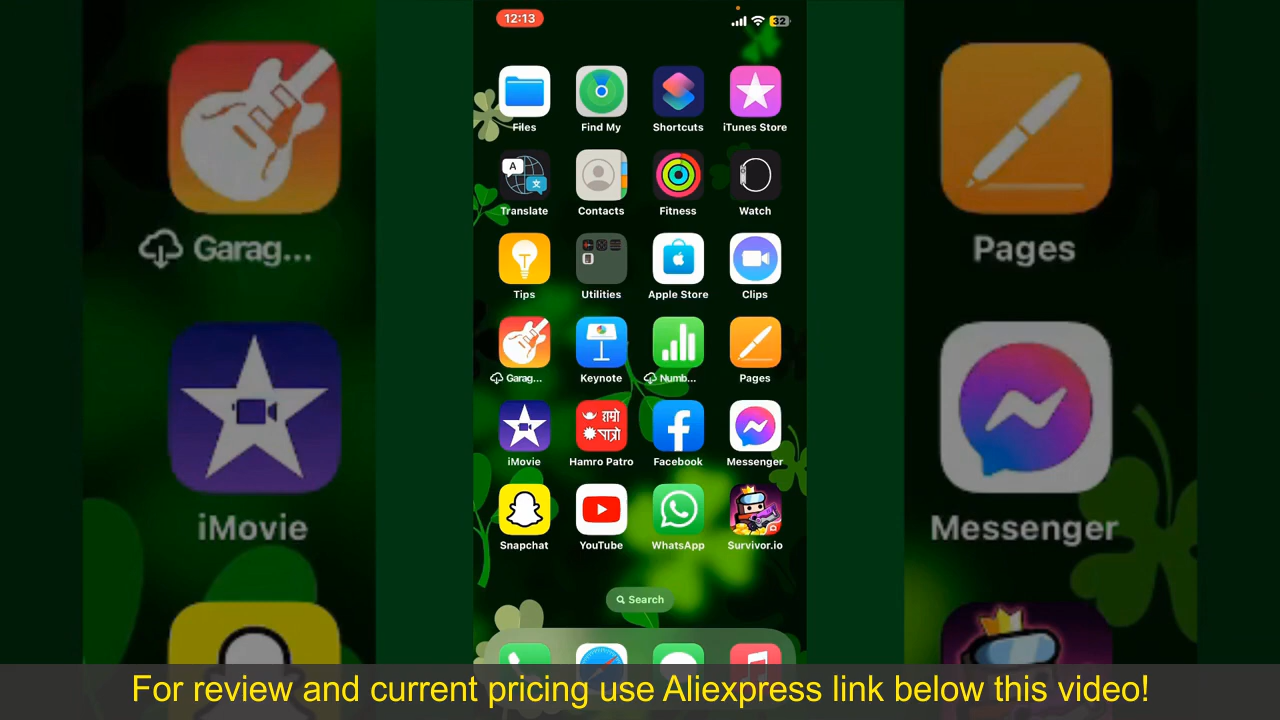 12:13
32
Files
Find My
Shortcuts
iTunes Store
A
文
Translate
Contacts
Fitness
Watch
Tips
Utilities
Apple Store
Clips
Garag...
Keynote
Numb...
Pages
हाम्रो
पात्रो
iMovie
Hamro Patro
Facebook
Messenger
Snapchat
YouTube
WhatsApp
Survivor.io
Search
Garag...
iMovie
Pages
Messenger
For review and current pricing use Aliexpress link below this video!